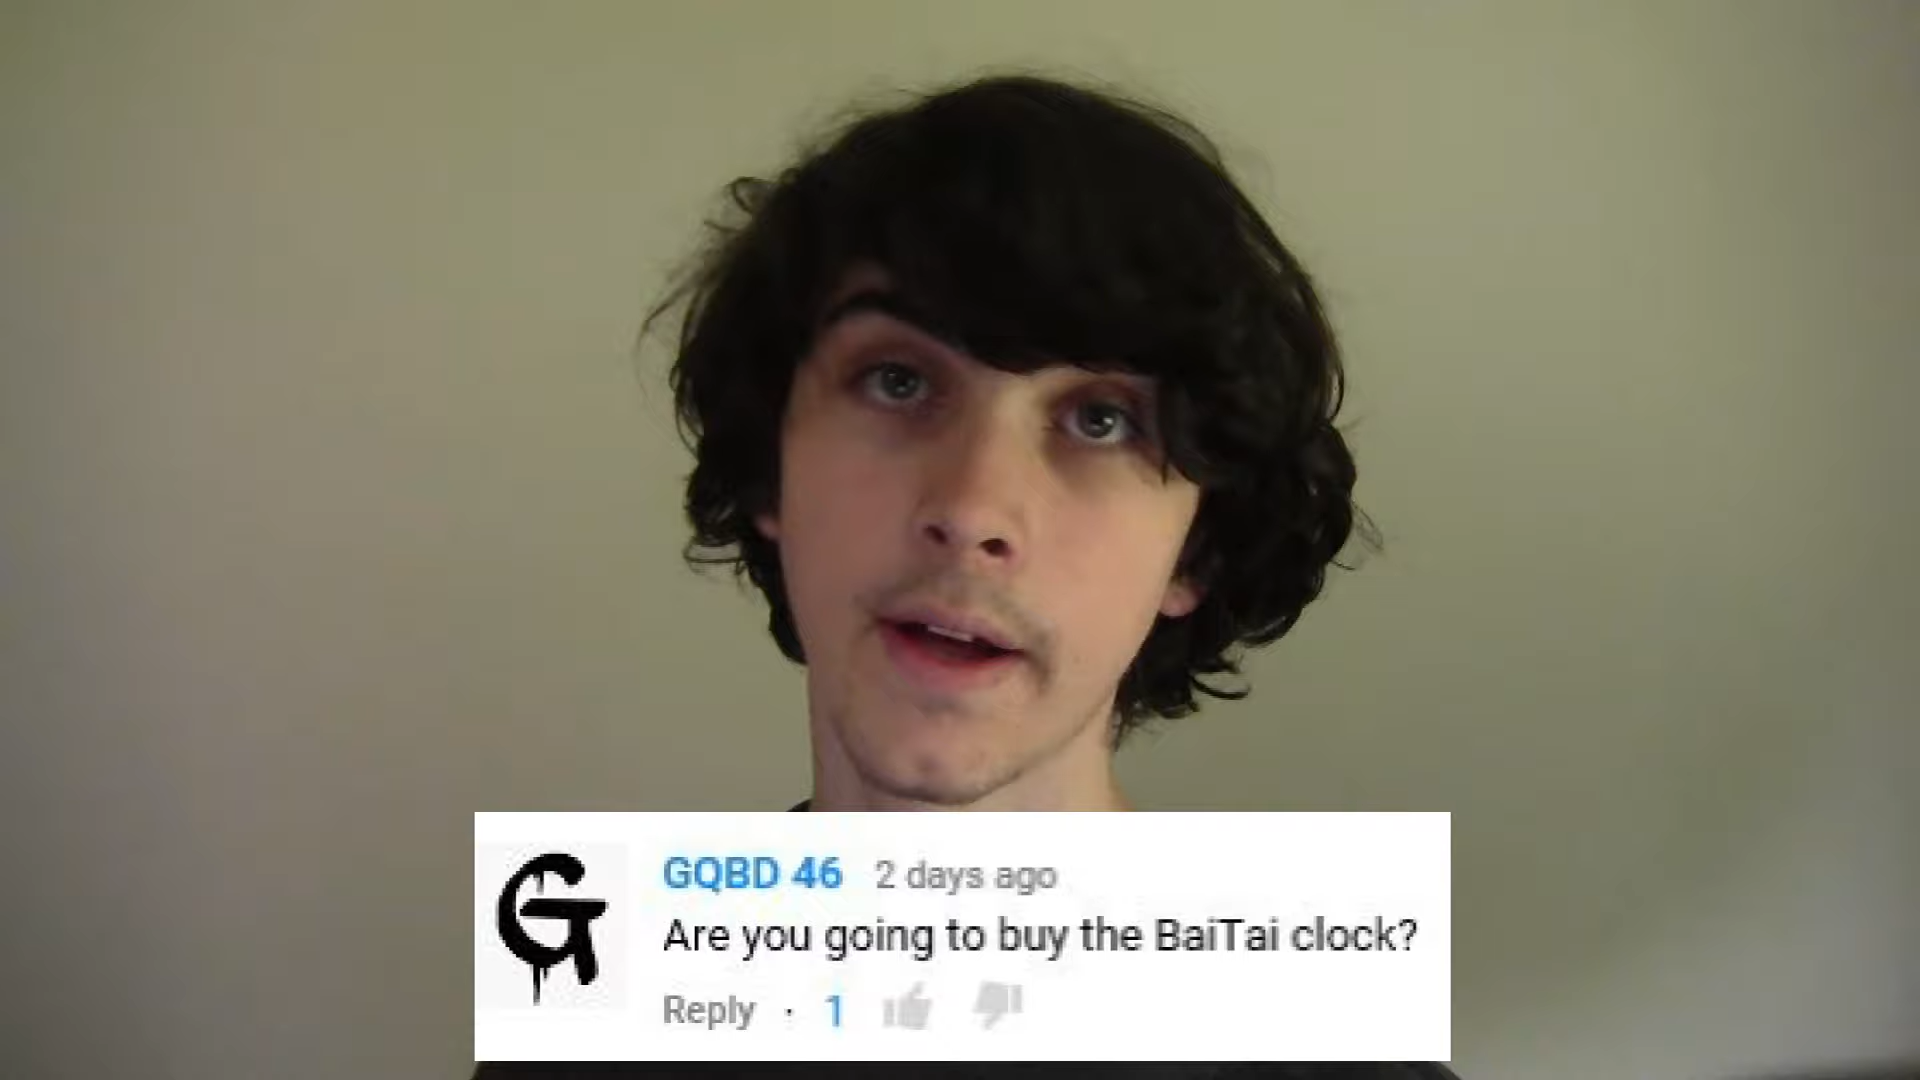 G
GQBD 46 2 days ago
Are you going to buy the BaiTai clock?
Reply · 1